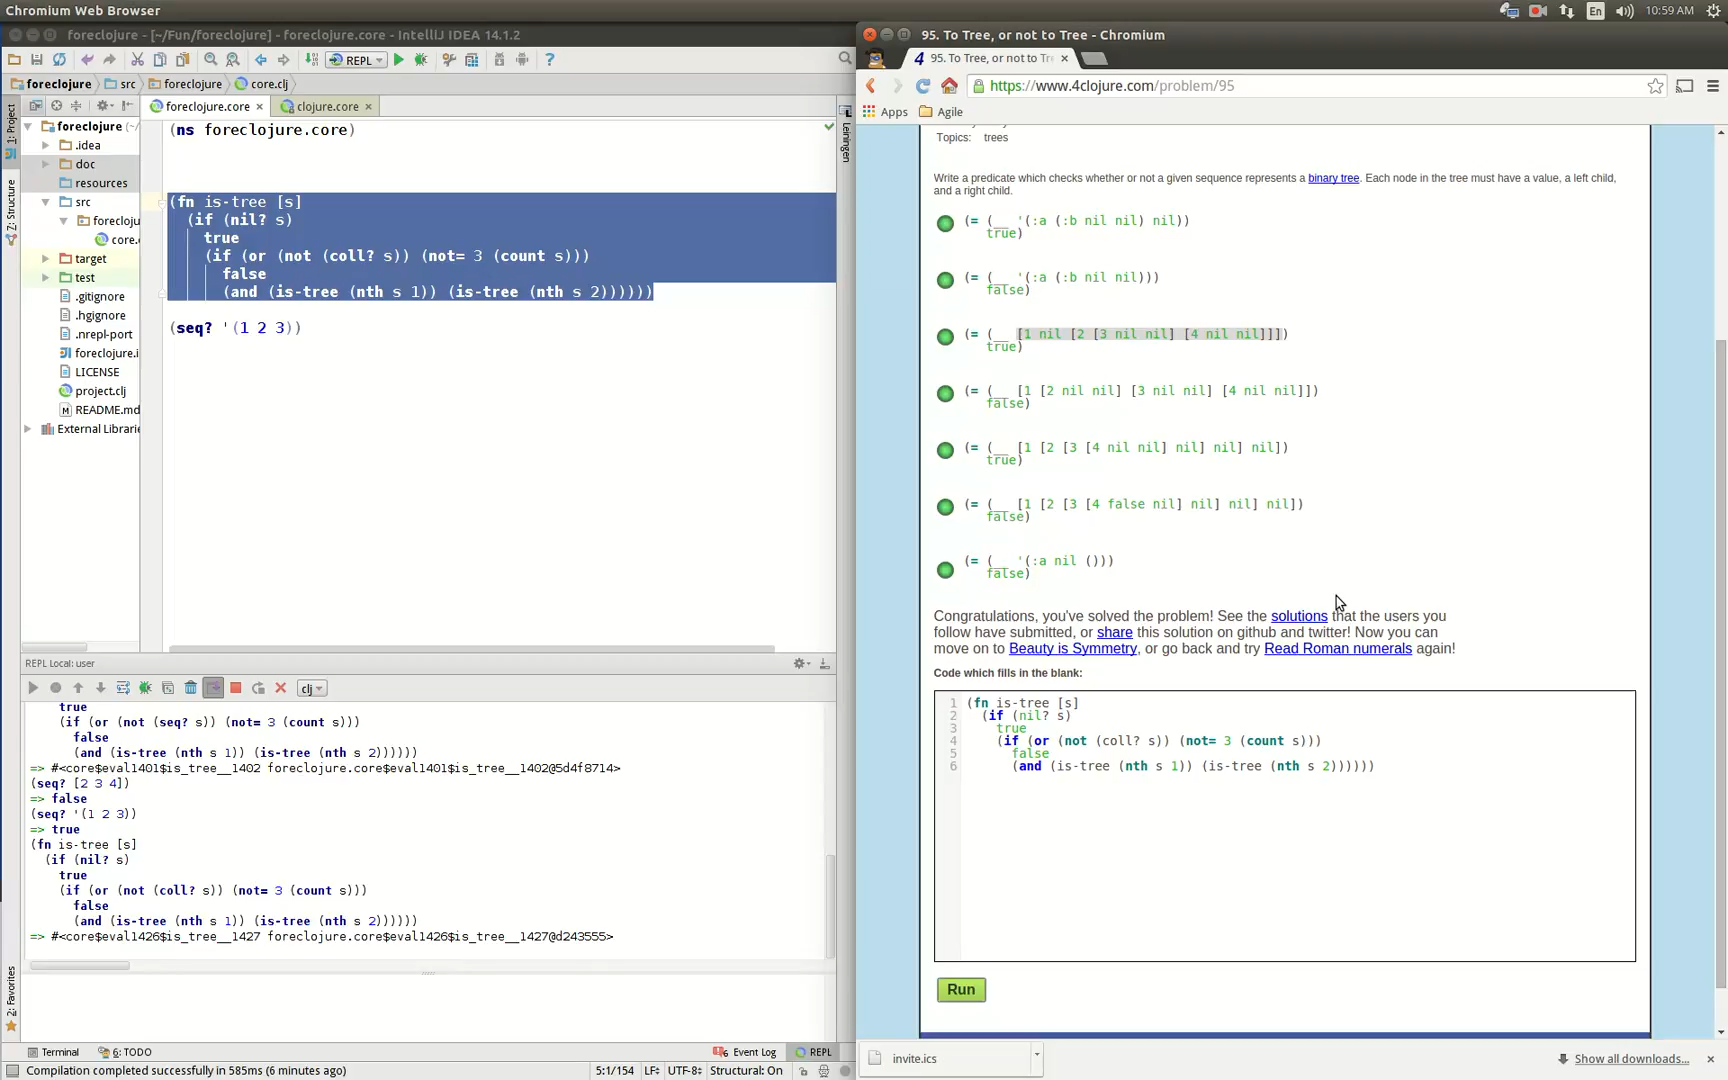 Chromium Web Browser
En
10:59 AM
foreclojure - [~/Fun/foreclojure] - foreclojure.core - IntelliJ IDEA 14.1.2
REPL
foreclojure
src
foreclojure
core.clj
1: Project
Z: Structure
2: Favorites
foreclojure (~/
.idea
doc
resources
src
forecloju
core.c
target
test
.gitignore
.hgignore
.nrepl-port
foreclojure.i
LICENSE
project.clj
README.md
External Librarie
foreclojure.core
clojure.core
Leiningen
(ns foreclojure.core)
(fn is-tree [s]
(if (nil? s)
true
(if (or (not (coll? s)) (not= 3 (count s)))
false
(and (is-tree (nth s 1)) (is-tree (nth s 2))))))
(seq? '(1 2 3))
REPL Local: user
clj
true
(if (or (not (seq? s)) (not= 3 (count s)))
false
(and (is-tree (nth s 1)) (is-tree (nth s 2))))))
=> #<core$eval1401$is_tree__1402 foreclojure.core$eval1401$is_tree__1402@5d4f8714>
(seq? [2 3 4])
=> false
(seq? '(1 2 3))
=> true
(fn is-tree [s]
(if (nil? s)
true
(if (or (not (coll? s)) (not= 3 (count s)))
false
(and (is-tree (nth s 1)) (is-tree (nth s 2))))))
=> #<core$eval1426$is_tree__1427 foreclojure.core$eval1426$is_tree__1427@d243555>
Terminal
6: TODO
Event Log
REPL
Compilation completed successfully in 585ms (6 minutes ago)
5:1/154
LF
UTF-8
Structural: On
95. To Tree, or not to Tree - Chromium
4
95. To Tree, or not to Tre
https://www.4clojure.com/problem/95
Apps
Agile
Topics: trees
Write a predicate which checks whether or not a given sequence represents a binary tree. Each node in the tree must have a value, a left child,
and a right child.
(= (__ '(:a (:b nil nil) nil))
true)
(= (__ '(:a (:b nil nil)))
false)
(= (__ [1 nil [2 [3 nil nil] [4 nil nil]]])
true)
(= (__ [1 [2 nil nil] [3 nil nil] [4 nil nil]])
false)
(= (__ [1 [2 [3 [4 nil nil] nil] nil] nil])
true)
(= (__ [1 [2 [3 [4 false nil] nil] nil] nil])
false)
(= (__ '(:a nil ()))
false)
Congratulations, you've solved the problem! See the solutions that the users you
follow have submitted, or share this solution on github and twitter! Now you can
move on to Beauty is Symmetry, or go back and try Read Roman numerals again!
Code which fills in the blank:
1 (fn is-tree [s]
2 (if (nil? s)
3 true
4 (if (or (not (coll? s)) (not= 3 (count s)))
5 false
6 (and (is-tree (nth s 1)) (is-tree (nth s 2))))))
Run
invite.ics
Show all downloads...